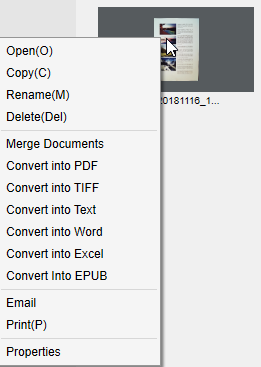 20181116_1...
Open(O)
Copy(C)
Rename(M)
Delete(Del)
Merge Documents
Convert into PDF
Convert into TIFF
Convert into Text
Convert into Word
Convert into Excel
Convert Into EPUB
Email
Print(P)
Properties